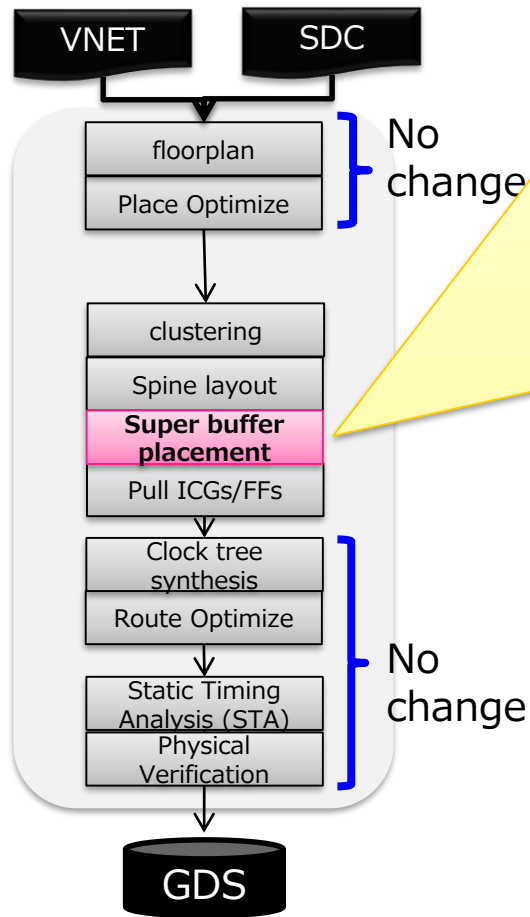 VNET
SDC
floorplan
Place Optimize
No
change
clustering
Spine layout
Super buffer
placement
Pull ICGs/FFs
Clock tree
synthesis
Route Optimize
No
change
Static Timing
Analysis (STA)
Physical
Verification
GDS